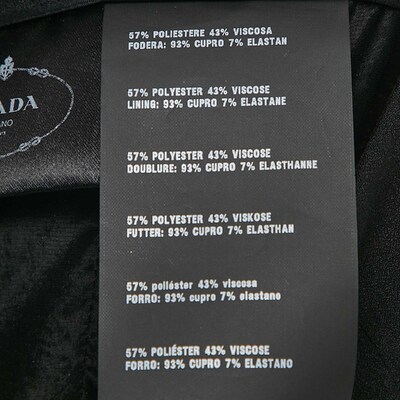 ADA
ANO
57% POLIESTERE 43% VISCOSA
FODERA: 93% CUPRO 7% ELASTAN
57% POLYESTER 43% VISCOSE
LINING: 93% CUPRO 7% ELASTANE
57% POLYESTER 43% VISCOSE
DOUBLURE: 93% CUPRO 7% ELASTHANNE
57% POLYESTER 43% VISKOSE
FUTTER: 93% CUPRO 7% ELASTHAN
57% poliéster 43% viscosa
FORRO: 93% cupro 7% elastano
57% POLIÉSTER 43% VISCOSE
FORRO: 93% CUPRO 7% ELASTANO